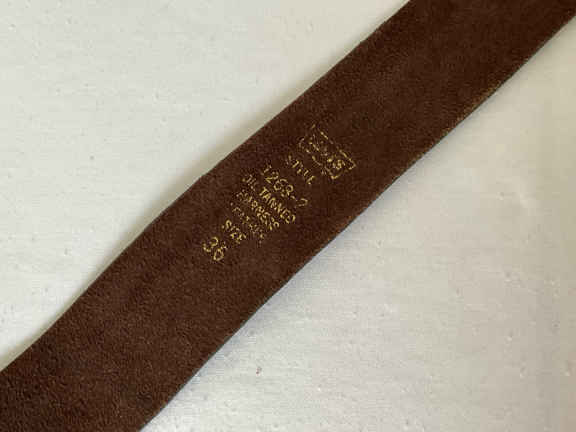 STYLE
1263-2
OIL TANNED
HARNESS
LEATHER
SIZE
36